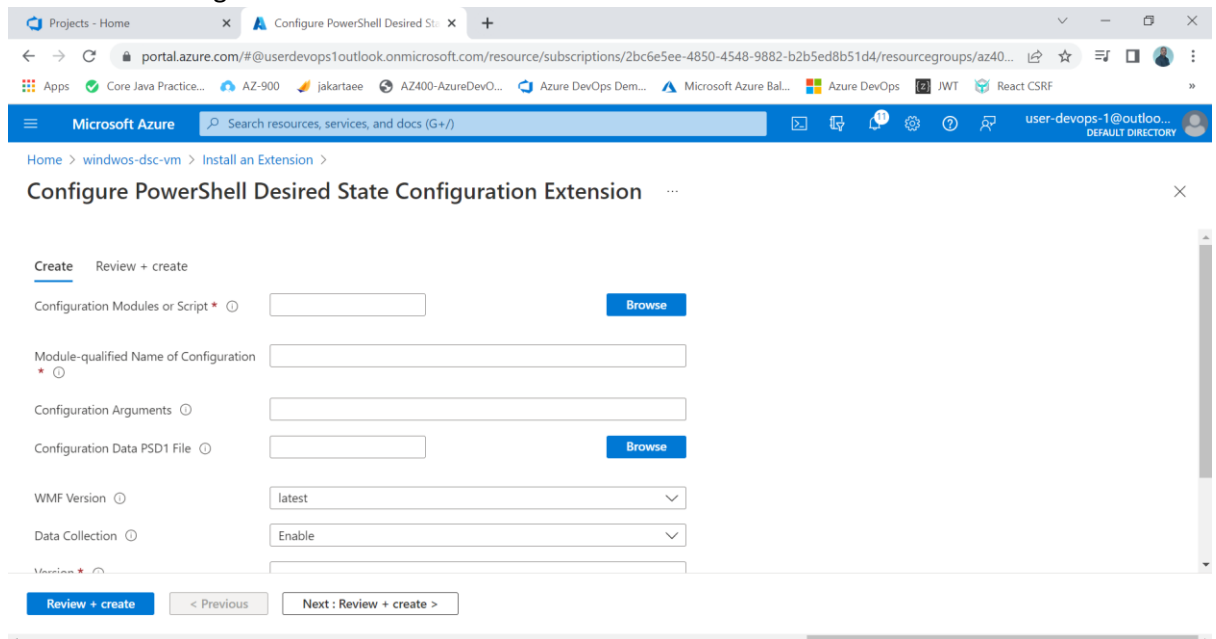 Projects - Home
Configure PowerShell Desired Sta
portal.azure.com/#@userdevops1outlook.onmicrosoft.com/resource/subscriptions/2bc6e5ee-4850-4548-9882-b2b5ed8b51d4/resourcegroups/az40...
Apps Core Java Practice... AZ-900 jakartaee AZ400-AzureDevO... Azure DevOps Dem... Microsoft Azure Bal... Azure DevOps JWT React CSRF »
Microsoft Azure Search resources, services, and docs (G+/) 11 user-devops-1@outloo...
DEFAULT DIRECTORY
Home > windwos-dsc-vm > Install an Extension >
Configure PowerShell Desired State Configuration Extension ...
Create Review + create
Configuration Modules or Script * Browse
Module-qualified Name of Configuration
*
Configuration Arguments
Configuration Data PSD1 File Browse
WMF Version latest
Data Collection Enable
Version *
Review + create < Previous Next : Review + create >